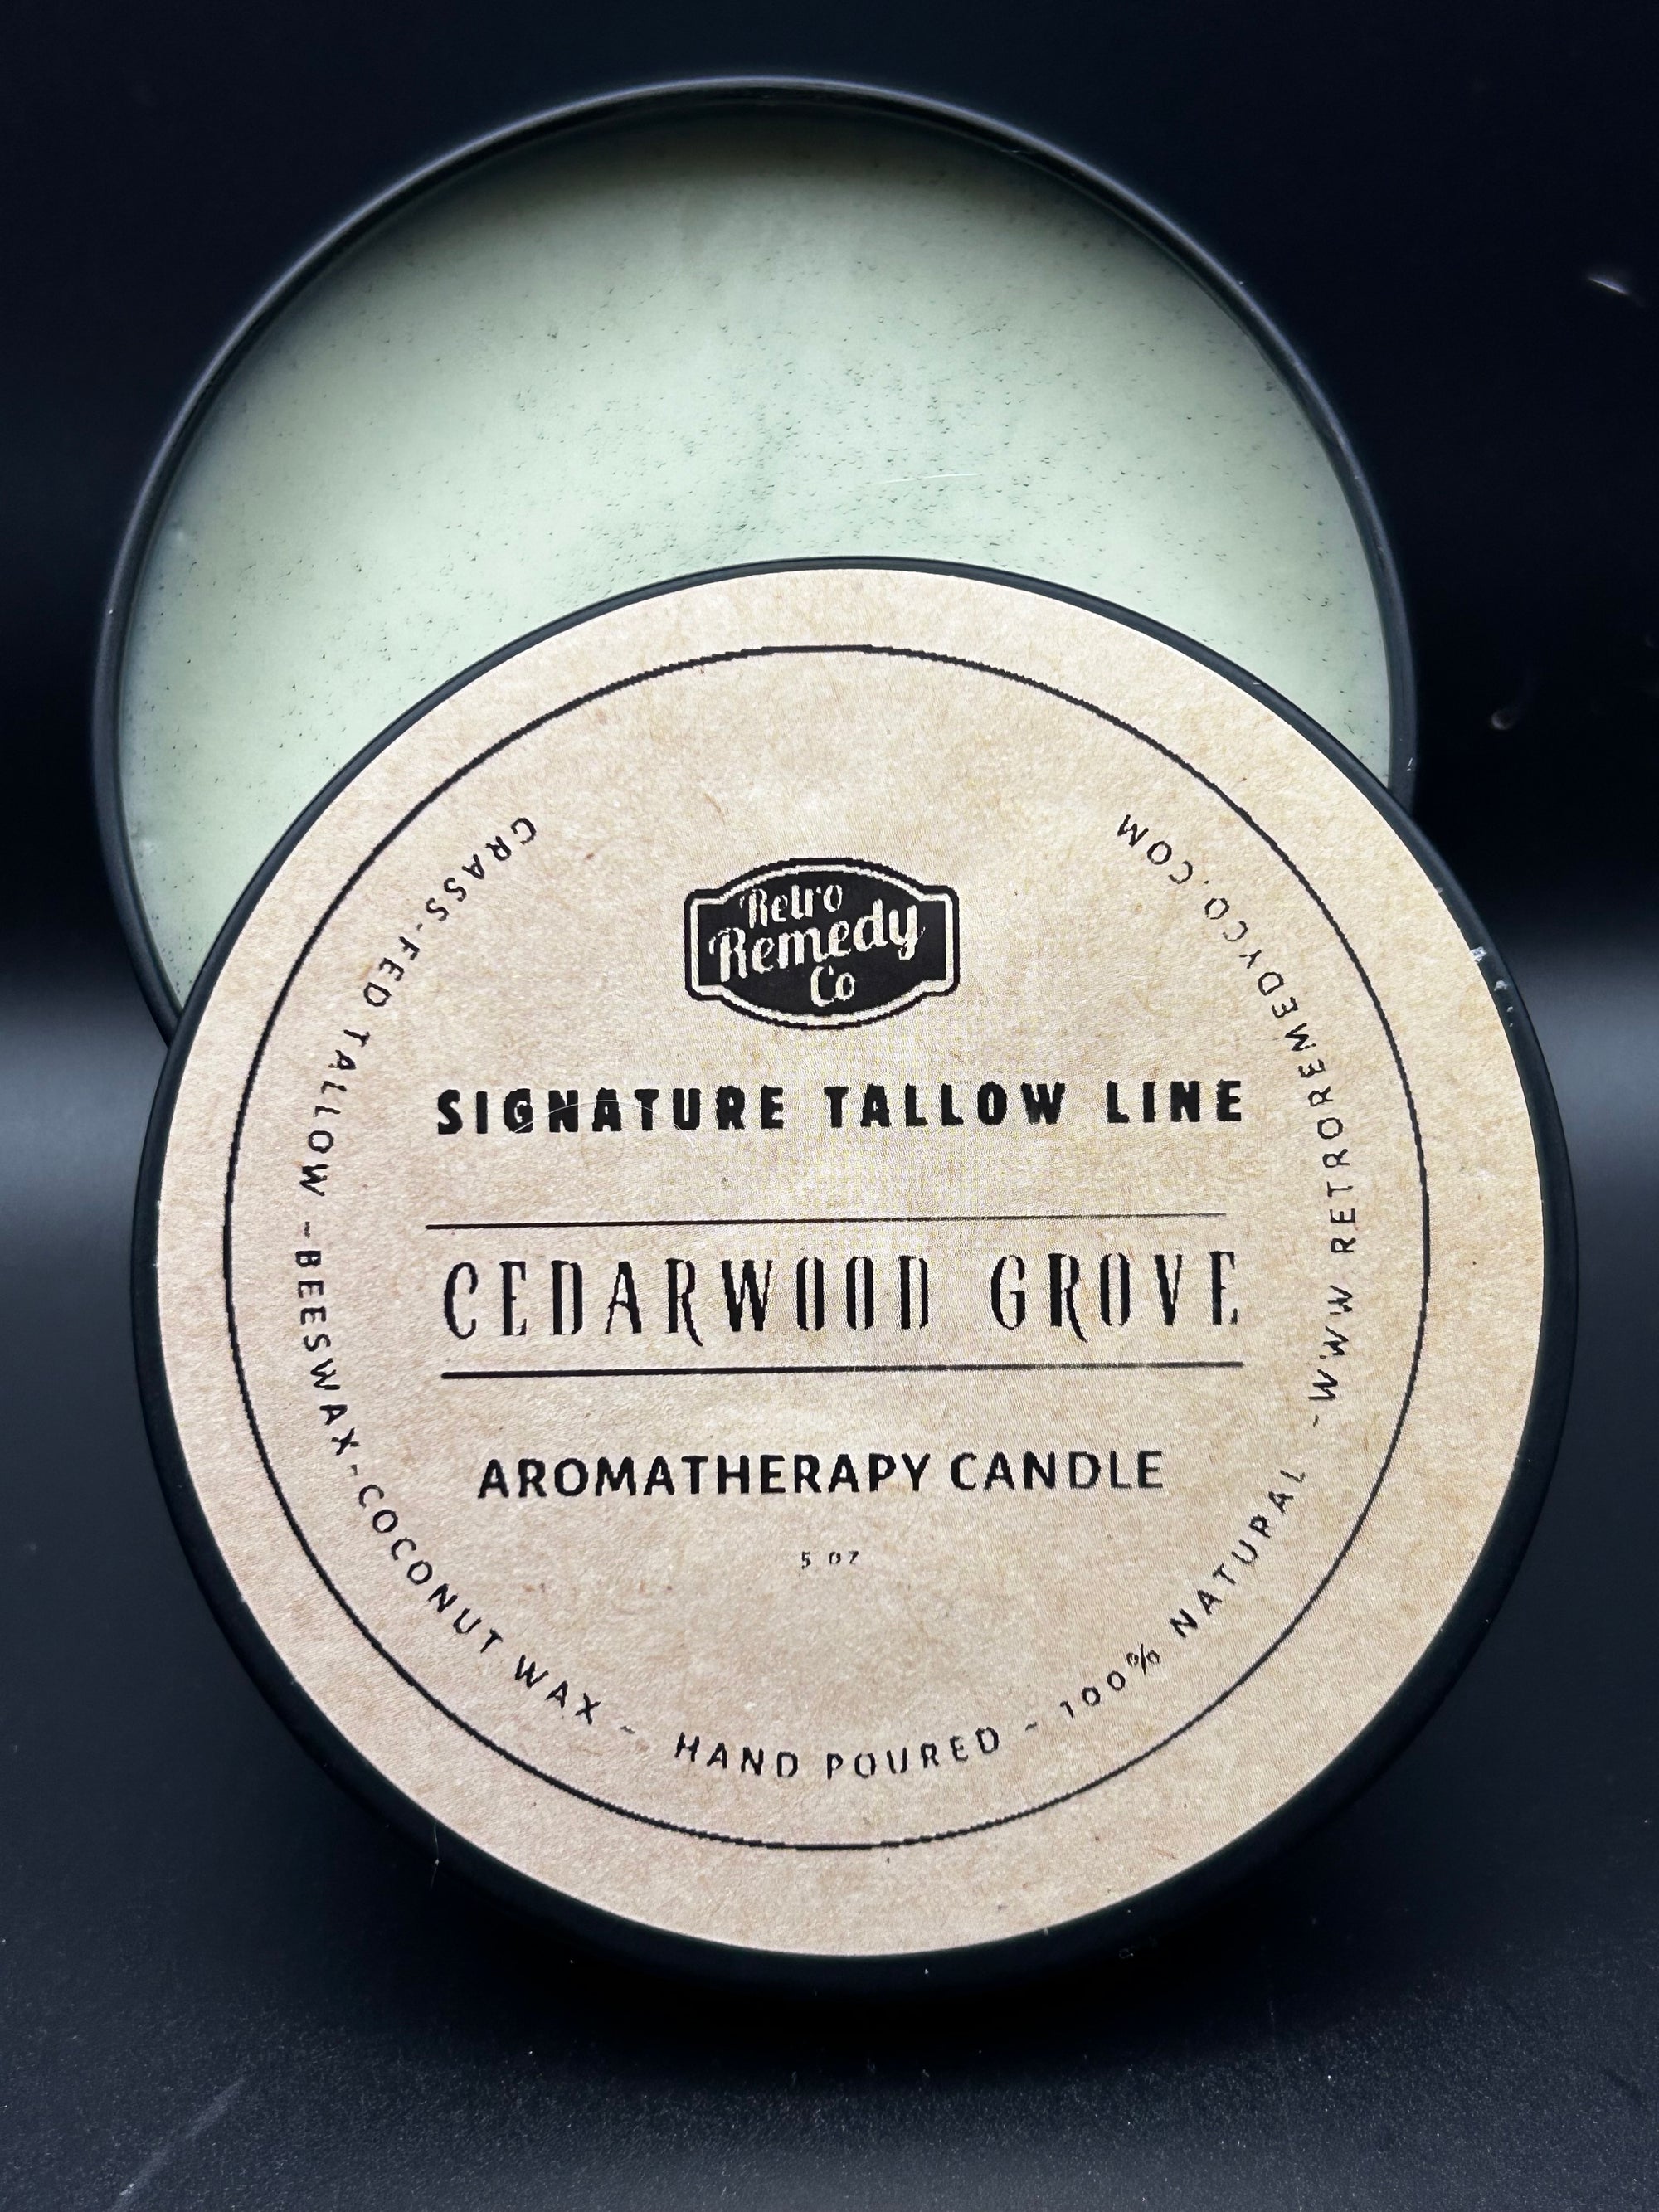 Retro
Remedy
Co
SIGNATURE TALLOW LINE
CEDARWOOD GROVE
AROMATHERAPY CANDLE
5 OZ
GRASS-FED TALLOW ~BEESWAX~COCONUT WAX ~ HAND POURED ~ 100% NATURAL ~WWW RETROREMEDYCO.COM